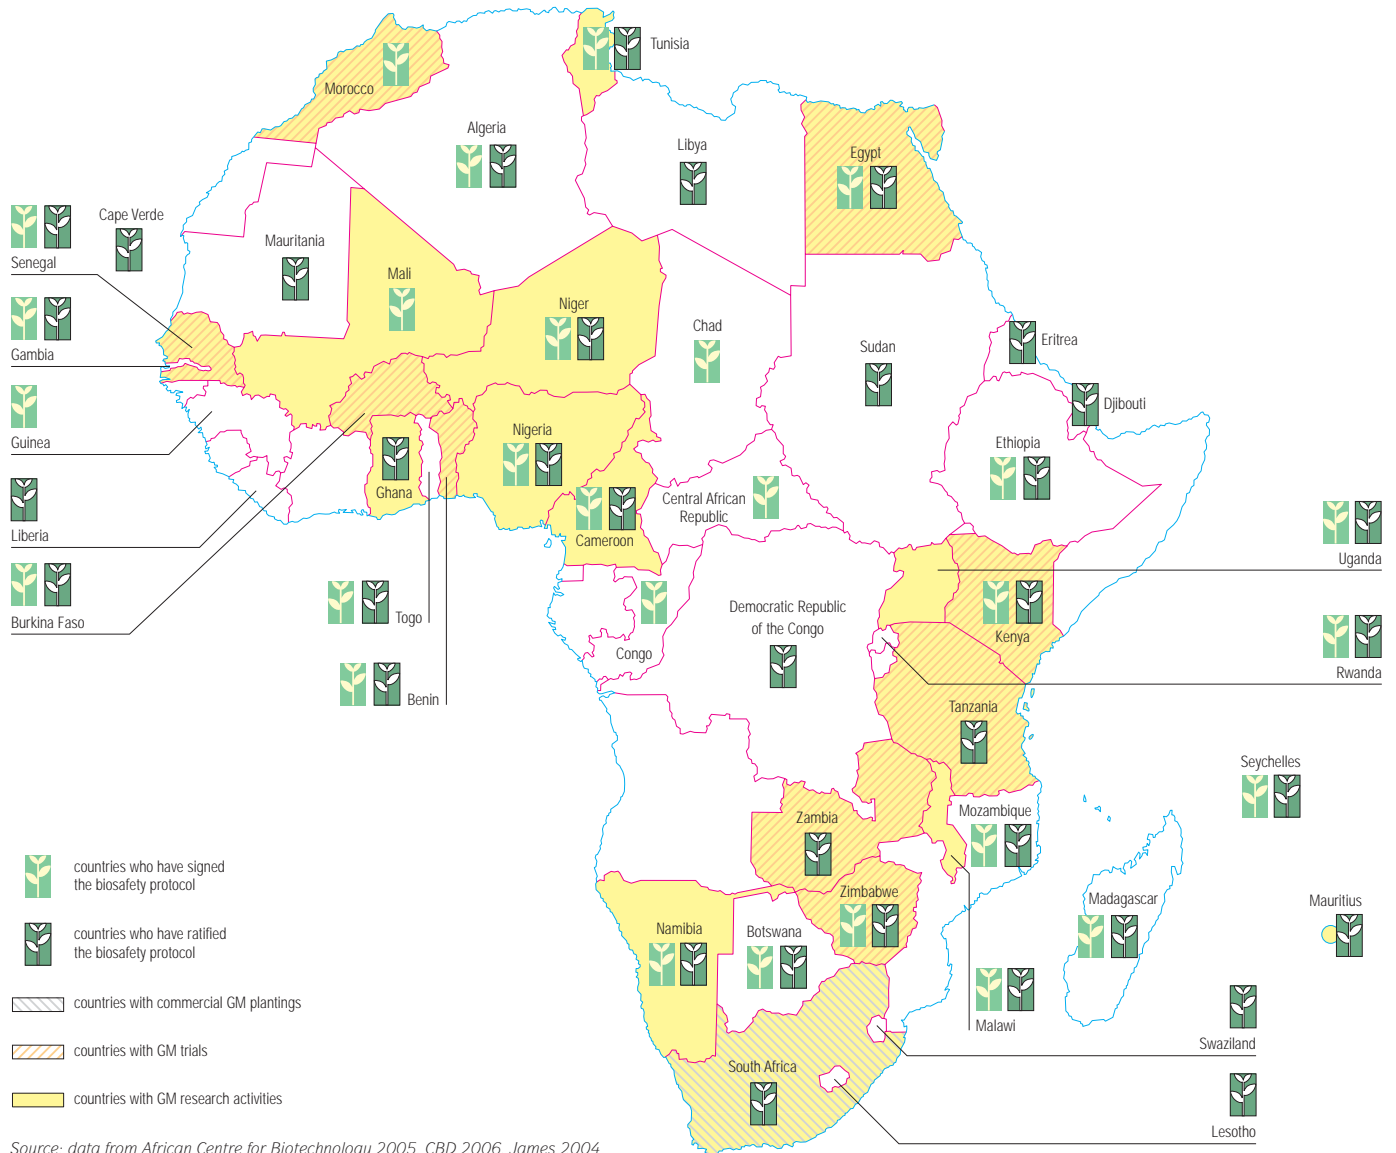 Tunisia
Morocco
Algeria
Libya
Egypt
Cape Verde
Senegal
Mauritania
Mali
Niger
Chad
Sudan
Eritrea
Gambia
Djibouti
Guinea
Nigeria
Ethiopia
Ghana
Central African
Republic
Liberia
Cameroon
Uganda
Burkina Faso
Togo
Democratic Republic
of the Congo
Kenya
Congo
Rwanda
Benin
Tanzania
Seychelles
Mozambique
Zambia
countries who have signed
the biosafety protocol
Zimbabwe
Madagascar
Mauritius
countries who have ratified
the biosafety protocol
Namibia
Botswana
countries with commercial GM plantings
Malawi
Swaziland
countries with GM trials
South Africa
countries with GM research activities
Lesotho
Source: data from African Centre for Biotechnology 2005, CBD 2006, James 2004